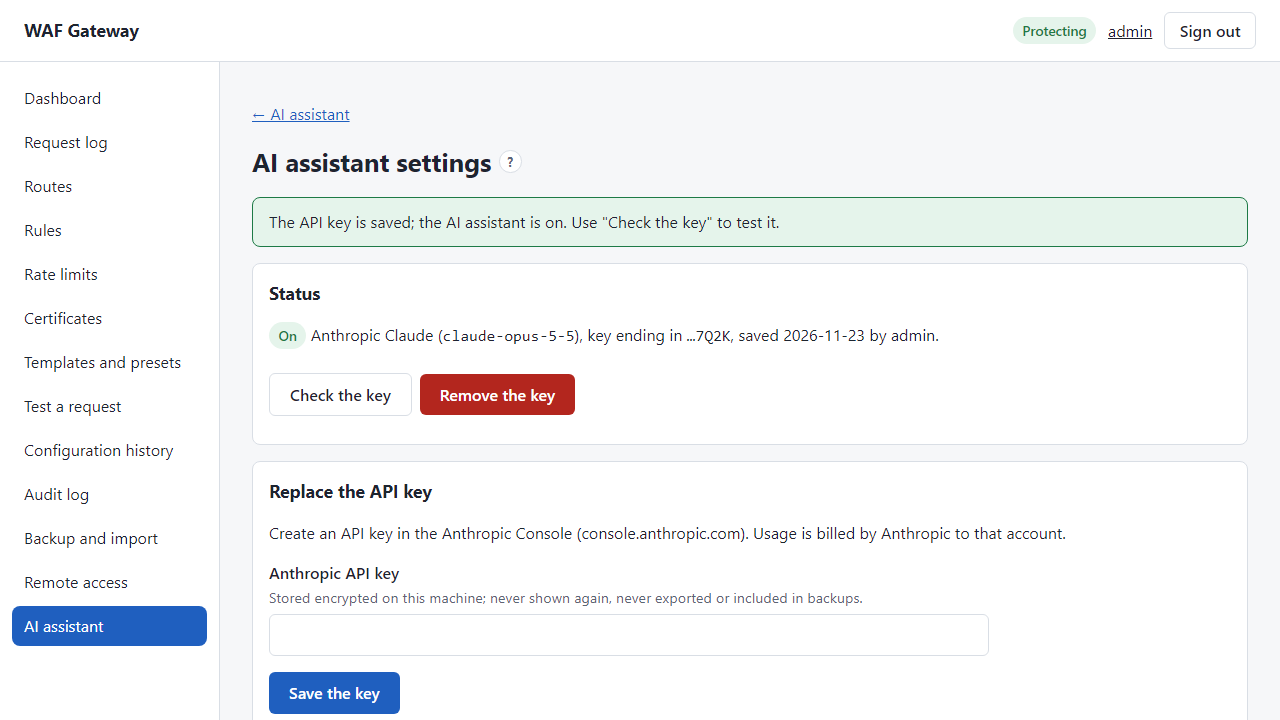 WAF Gateway
Protecting
admin
Sign out
Dashboard
Request log
Routes
Rules
Rate limits
Certificates
Templates and presets
Test a request
Configuration history
Audit log
Backup and import
Remote access
AI assistant
← AI assistant
AI assistant settings ?
The API key is saved; the AI assistant is on. Use "Check the key" to test it.
Status
On Anthropic Claude (claude-opus-5-5), key ending in …7Q2K, saved 2026-11-23 by admin.
Check the key
Remove the key
Replace the API key
Create an API key in the Anthropic Console (console.anthropic.com). Usage is billed by Anthropic to that account.
Anthropic API key
Stored encrypted on this machine; never shown again, never exported or included in backups.
Save the key